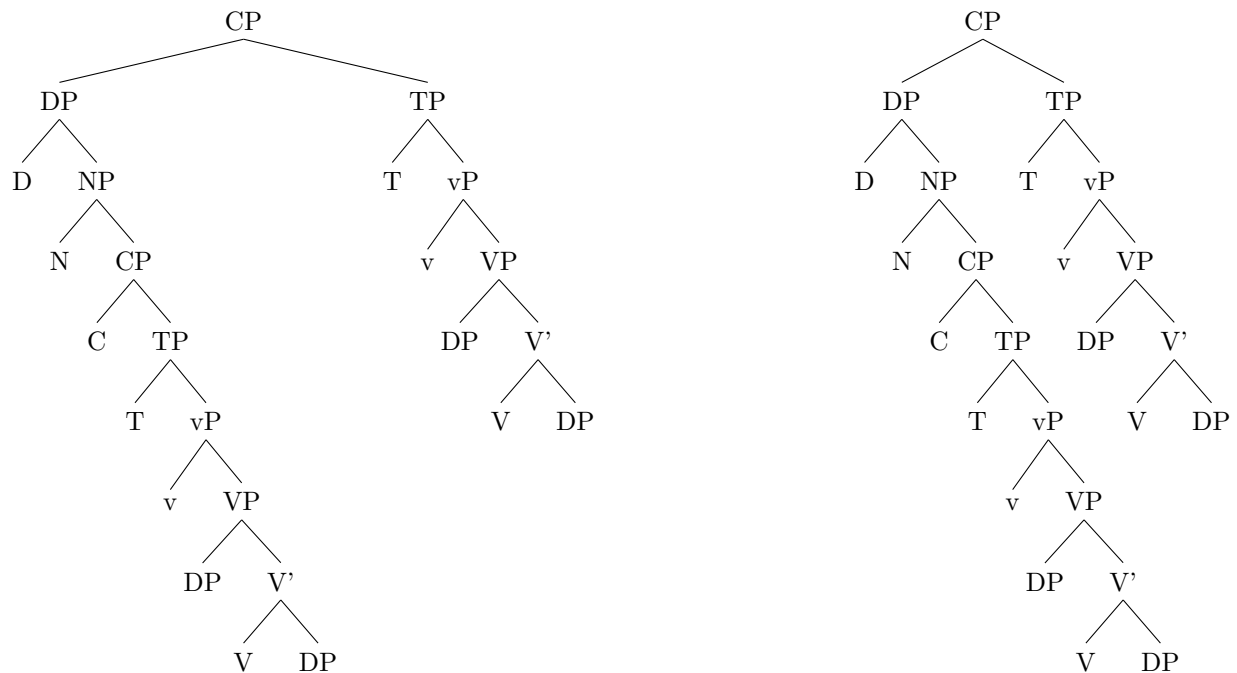 CP CP
DP TP DP TP
D NP T vP D NP T vP
N CP v VP N CP v VP
C TP DP V' C TP DP V'
T vP V DP T vP V DP
v VP v VP
DP V' DP V'
V DP V DP